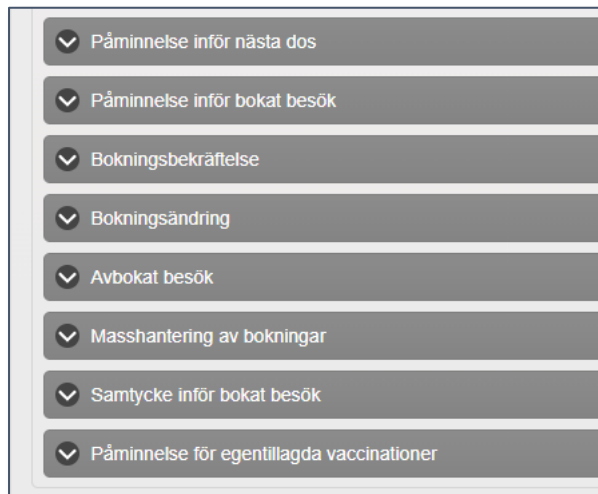 Påminnelse inför nästa dos
Påminnelse inför bokat besök
Bokningsbekräftelse
Bokningsändring
Avbokat besök
Masshantering av bokningar
Samtycke inför bokat besök
Påminnelse för egentillagda vaccinationer